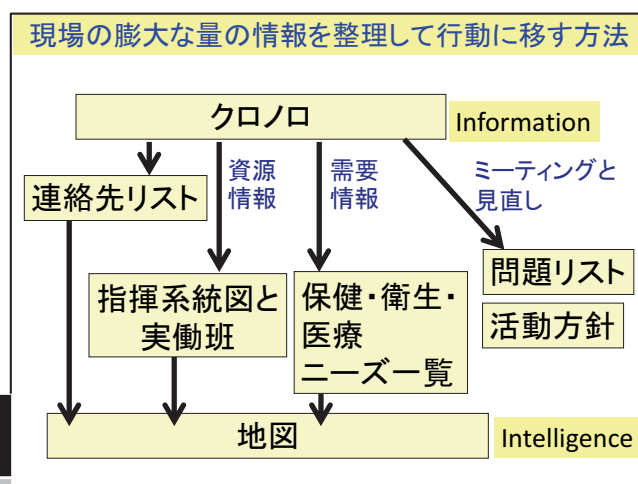 現場の膨大な量の情報を整理して行動に移す方法
クロノロ
Information
連絡先リスト
資源
情報
需要
情報
ミーティングと
見直し
指揮系統図と
実働班
保健・衛生・
医療
ニーズ一覧
問題リスト
活動方針
地図
Intelligence